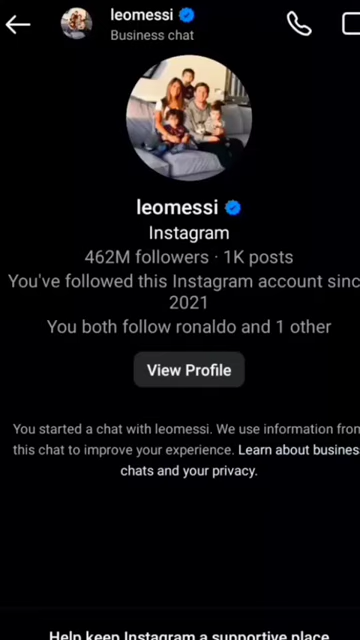 leomessi
Business chat
leomessi
Instagram
462M followers · 1K posts
You've followed this Instagram account sinc
2021
You both follow ronaldo and 1 other
View Profile
You started a chat with leomessi. We use information from
this chat to improve your experience. Learn about business
chats and your privacy.
Help keep Instagram a supportive place